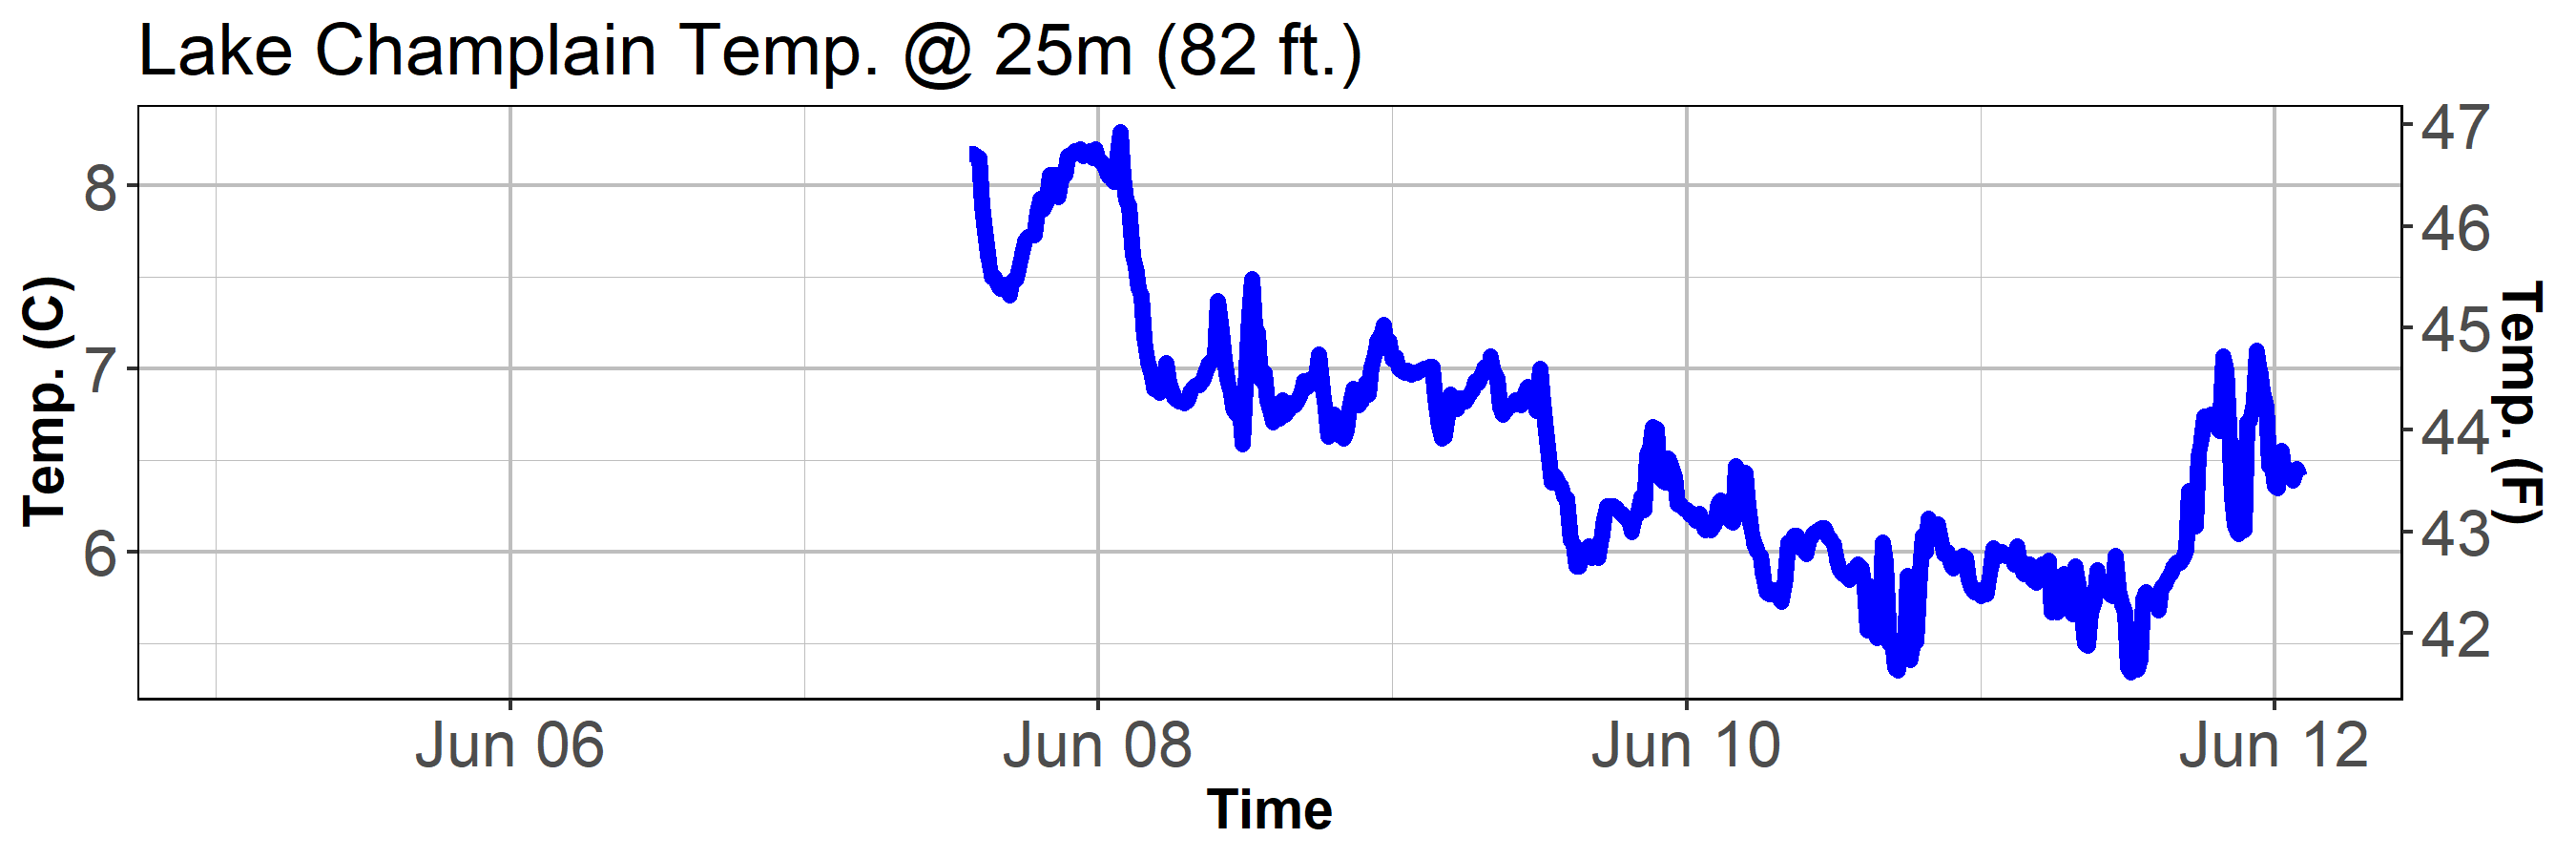 Lake Champlain Temp. @ 25m (82 ft.)
Temp. (C)
8
7
6
47
46
45
44
43
42
Temp. (F)
Jun 06 Jun 08 Jun 10 Jun 12
Time